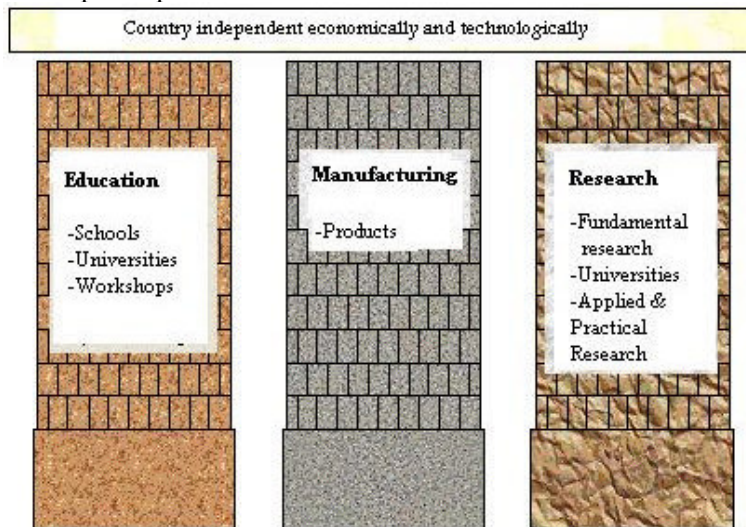 Country independent economically and technologically
Education
-Schools
-Universities
-Workshops
Manufacturing
-Products
Research
-Fundamental
research
-Universities
-Applied &
Practical
Research